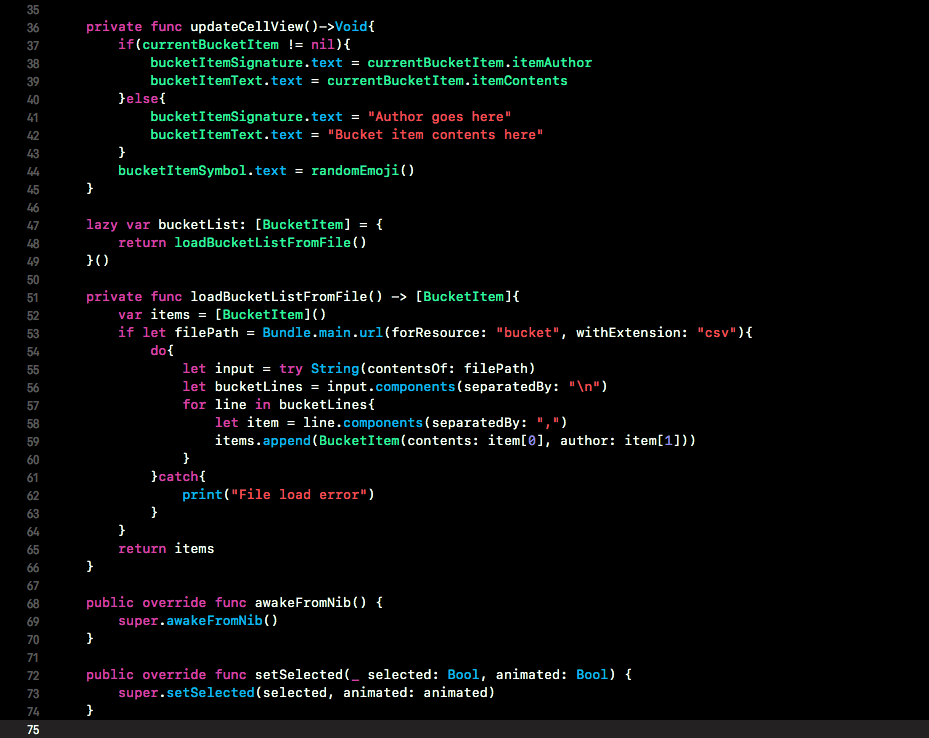 35
36 private func updateCellView()->Void{
37 if(currentBucketItem != nil){
38 bucketItemSignature.text = currentBucketItem.itemAuthor
39 bucketItemText.text = currentBucketItem.itemContents
40 }else{
41 bucketItemSignature.text = "Author goes here"
42 bucketItemText.text = "Bucket item contents here"
43 }
44 bucketItemSymbol.text = randomEmoji()
45 }
46
47 lazy var bucketList: [BucketItem] = {
48 return loadBucketListFromFile()
49 }()
50
51 private func loadBucketListFromFile() -> [BucketItem]{
52 var items = [BucketItem]()
53 if let filePath = Bundle.main.url(forResource: "bucket", withExtension: "csv"){
54 do{
55 let input = try String(contentsOf: filePath)
56 let bucketLines = input.components(separatedBy: "\n")
57 for line in bucketLines{
58 let item = line.components(separatedBy: ",")
59 items.append(BucketItem(contents: item[0], author: item[1]))
60 }
61 }catch{
62 print("File load error")
63 }
64 }
65 return items
66 }
67
68 public override func awakeFromNib() {
69 super.awakeFromNib()
70 }
71
72 public override func setSelected(_ selected: Bool, animated: Bool) {
73 super.setSelected(selected, animated: animated)
74 }
75